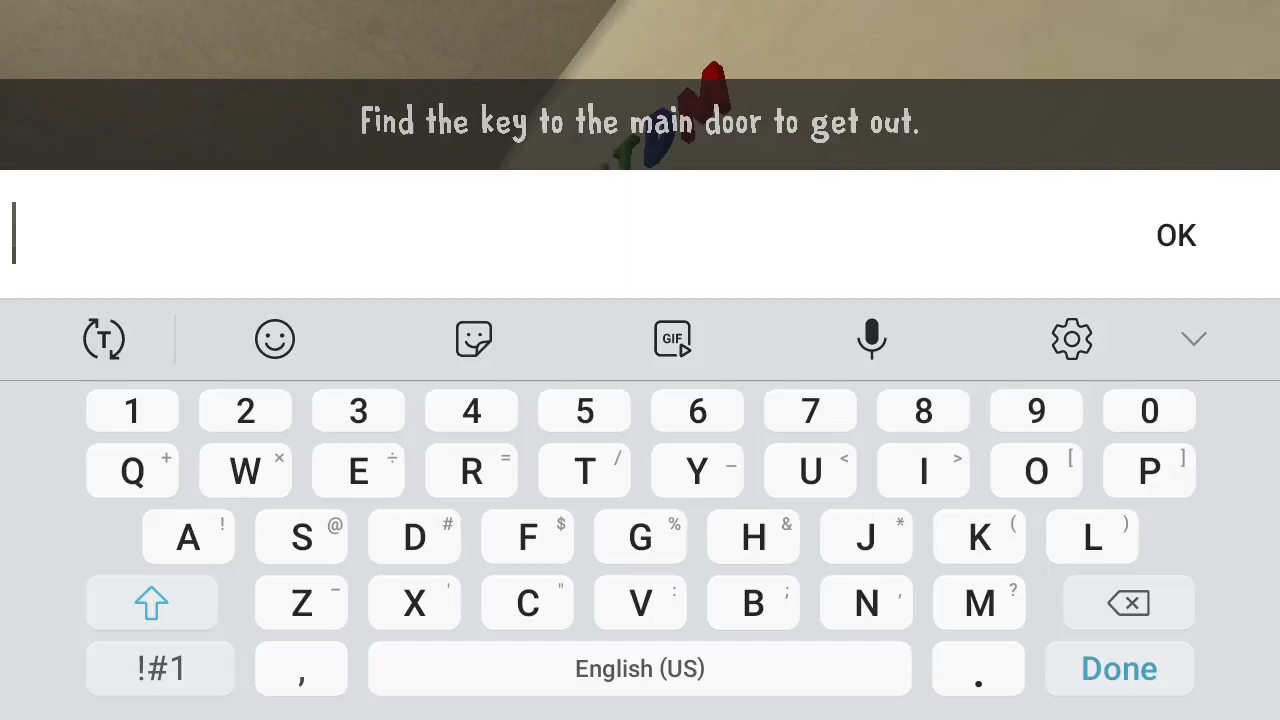 Find the key to the main door to get out.
OK
T
GIF
1 2 3 4 5 6 7 8 9 0
Q + W × E ÷ R = T / Y – U < I > O [ P ]
A ! S @ D # F $ G % H & J * K ( L )
Z – X ' C " V : B ; N , M ?
!#1 , English (US) . Done